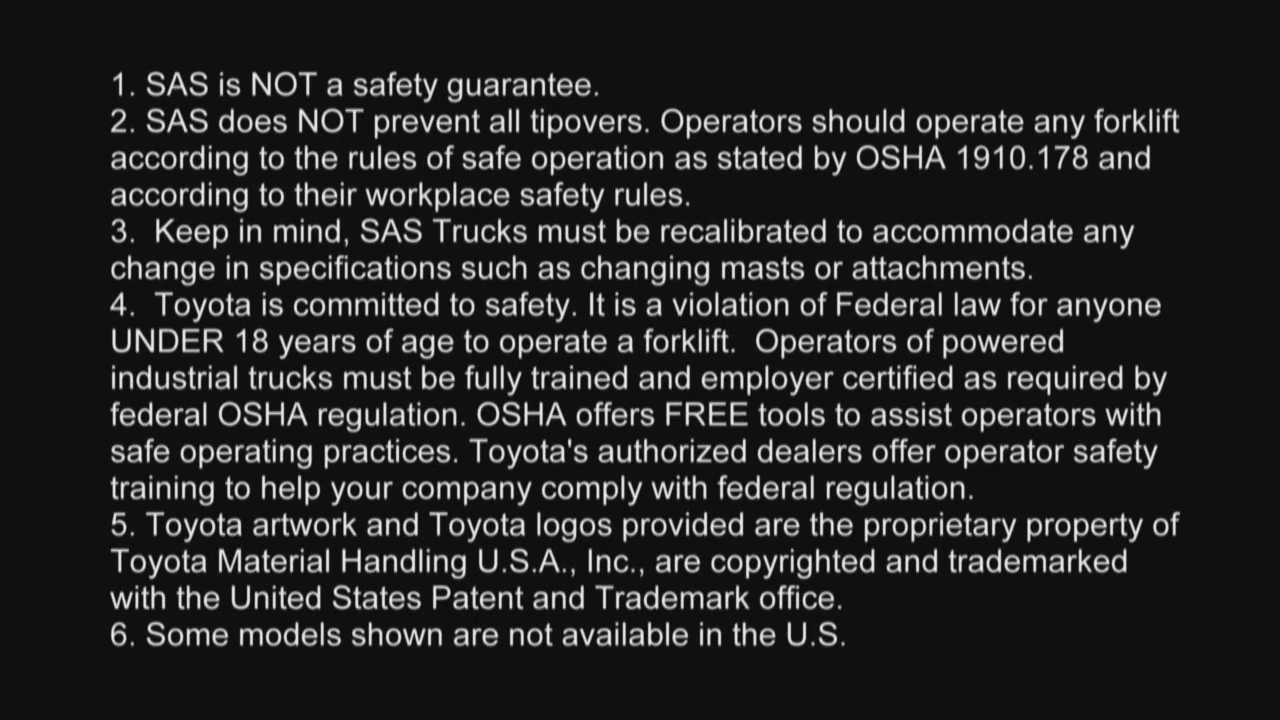 1. SAS is NOT a safety guarantee.
2. SAS does NOT prevent all tipovers. Operators should operate any forklift
according to the rules of safe operation as stated by OSHA 1910.178 and
according to their workplace safety rules.
3.  Keep in mind, SAS Trucks must be recalibrated to accommodate any
change in specifications such as changing masts or attachments.
4.  Toyota is committed to safety. It is a violation of Federal law for anyone
UNDER 18 years of age to operate a forklift.  Operators of powered
industrial trucks must be fully trained and employer certified as required by
federal OSHA regulation. OSHA offers FREE tools to assist operators with
safe operating practices. Toyota's authorized dealers offer operator safety
training to help your company comply with federal regulation.
5. Toyota artwork and Toyota logos provided are the proprietary property of
Toyota Material Handling U.S.A., Inc., are copyrighted and trademarked
with the United States Patent and Trademark office.
6. Some models shown are not available in the U.S.